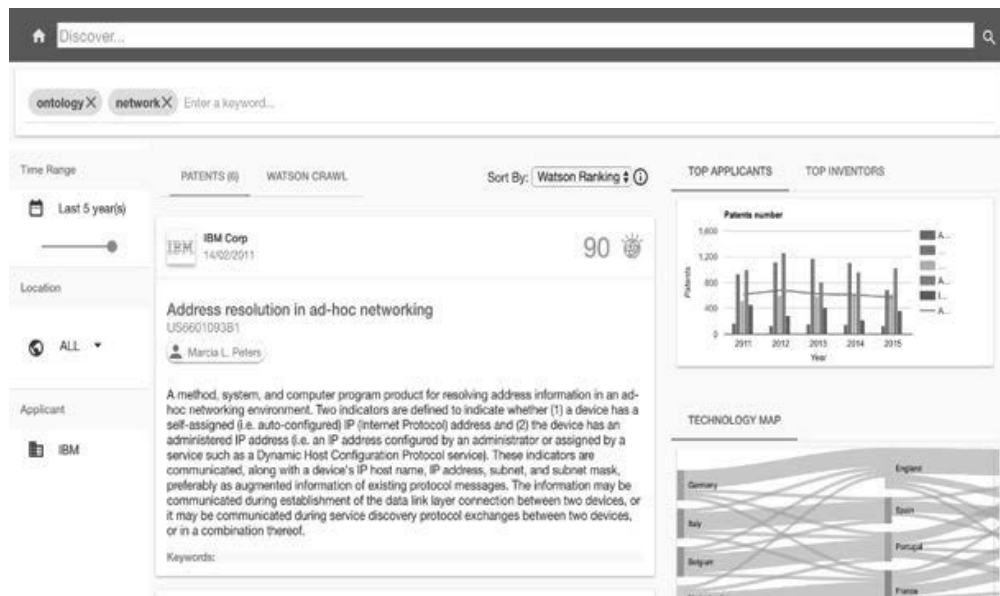 Discover...
ontology X network X Enter a keyword...
Time Range
Last 5 year(s)
Location
ALL
Applicant
IBM
PATENTS (6) WATSON CRAWL Sort By: Watson Ranking
IBM
IBM Corp
14/02/2011
90
Address resolution in ad-hoc networking
US6601093B1
Marcia L. Peters
A method, system, and computer program product for resolving address information in an ad-
hoc networking environment. Two indicators are defined to indicate whether (1) a device has a
self-assigned (i.e. auto-configured) IP (Internet Protocol) address and (2) the device has an
administered IP address (i.e. an IP address configured by an administrator or assigned by a
service such as a Dynamic Host Configuration Protocol service). These indicators are
communicated, along with a device's IP host name, IP address, subnet, and subnet mask,
preferably as augmented information of existing protocol messages. The information may be
communicated during establishment of the data link layer connection between two devices, or
it may be communicated during service discovery protocol exchanges between two devices,
or in a combination thereof.
Keywords:
TOP APPLICANTS TOP INVENTORS
Patents number
1,600
1,200
800
400
0
Patents
2011 2012 2013 2014 2015
Year
A...
...
...
A...
I...
A...
TECHNOLOGY MAP
Germany
Italy
Belgium
England
Spain
Portugal
France